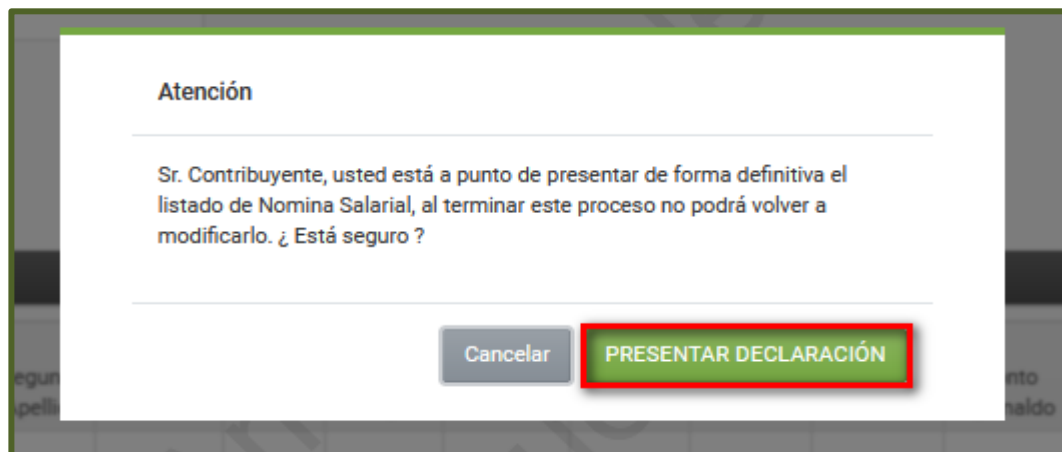 Atención
Sr. Contribuyente, usted está a punto de presentar de forma definitiva el
listado de Nomina Salarial, al terminar este proceso no podrá volver a
modificarlo. ¿ Está seguro ?
Cancelar
PRESENTAR DECLARACIÓN